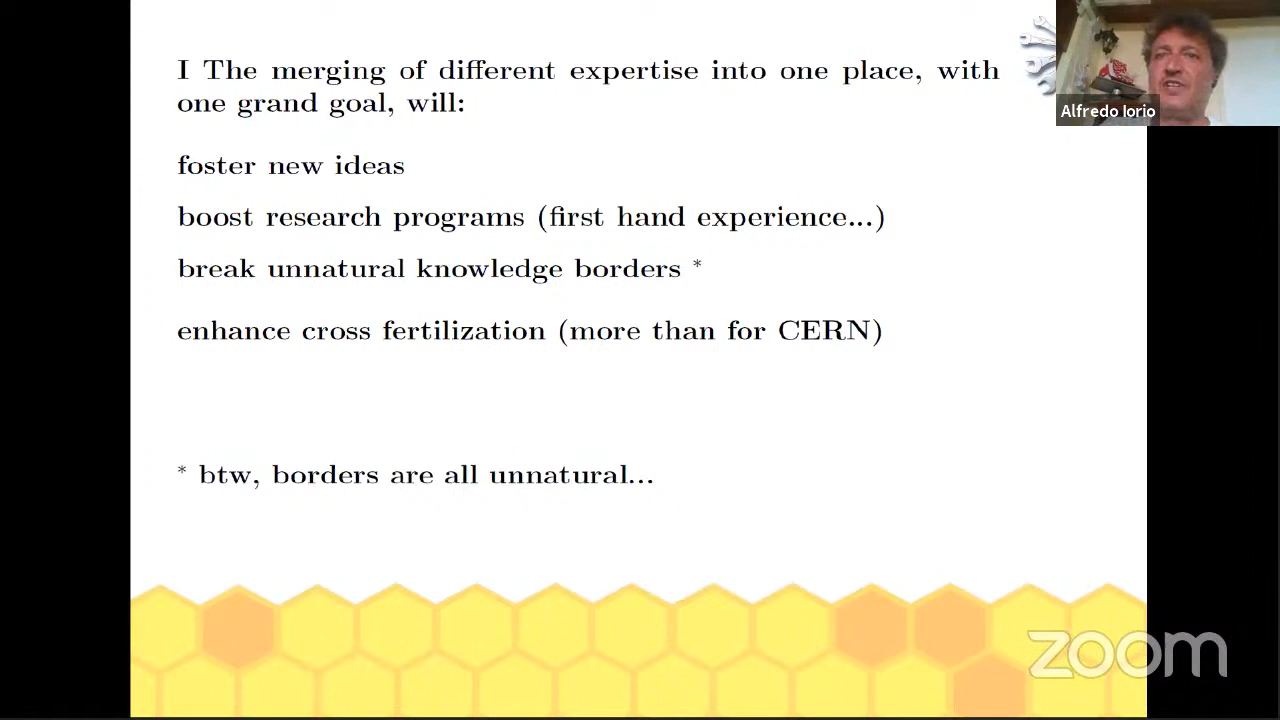 I The merging of different expertise into one place, with
one grand goal, will:
foster new ideas
boost research programs (first hand experience...)
break unnatural knowledge borders *
enhance cross fertilization (more than for CERN)
* btw, borders are all unnatural...
Alfredo Iorio
zoom